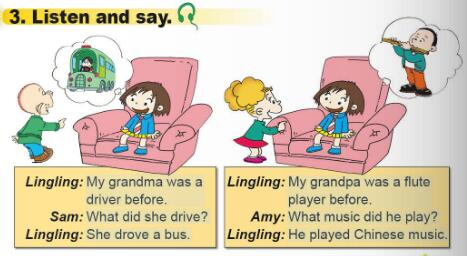 3. Listen and say.
Lingling: My grandma was a
driver before.
Sam: What did she drive?
Lingling: She drove a bus.
Lingling: My grandpa was a flute
player before.
Amy: What music did he play?
Lingling: He played Chinese music.